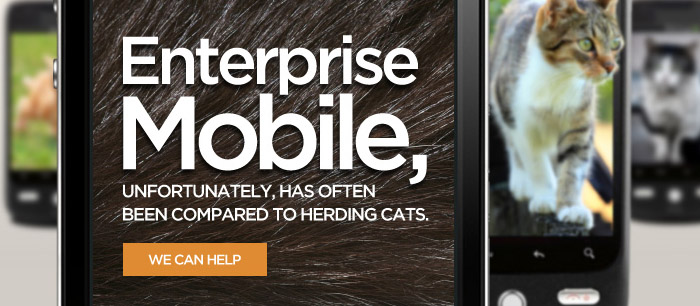 Enterprise
Mobile,
UNFORTUNATELY, HAS OFTEN
BEEN COMPARED TO HERDING CATS.
WE CAN HELP